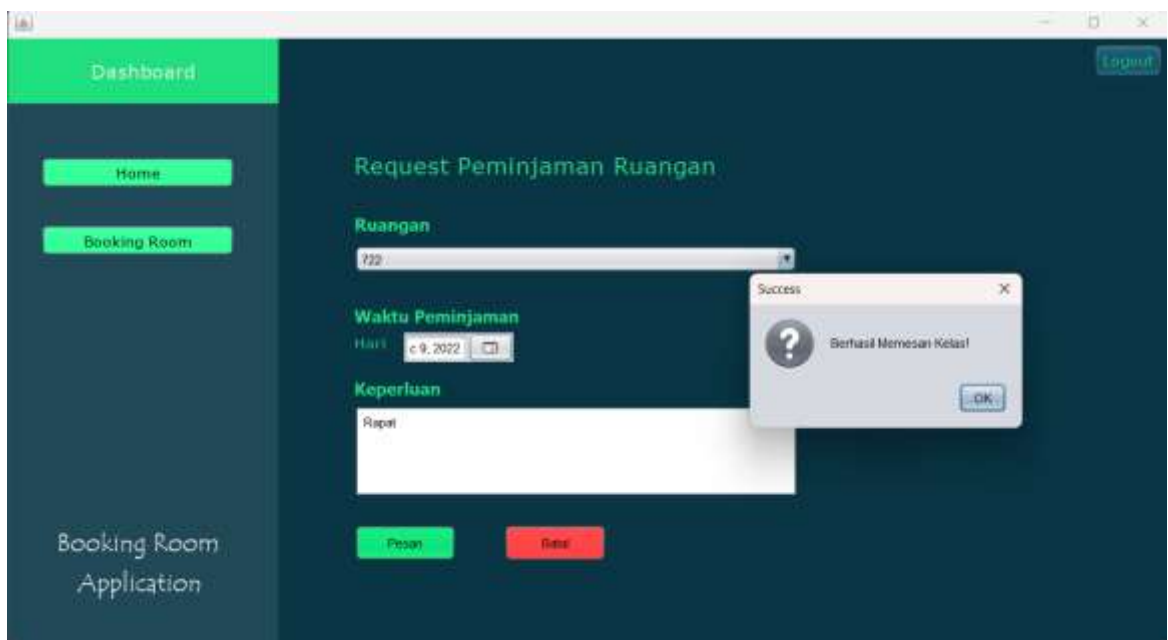 Dashboard
Logout
Home
Booking Room
Request Peminjaman Ruangan
Ruangan
722
Waktu Peminjaman
Hari
c 9, 2022
Keperluan
Rapat
Success
Berhasil Memesan Kelas!
OK
Pesan
Batal
Booking Room
Application